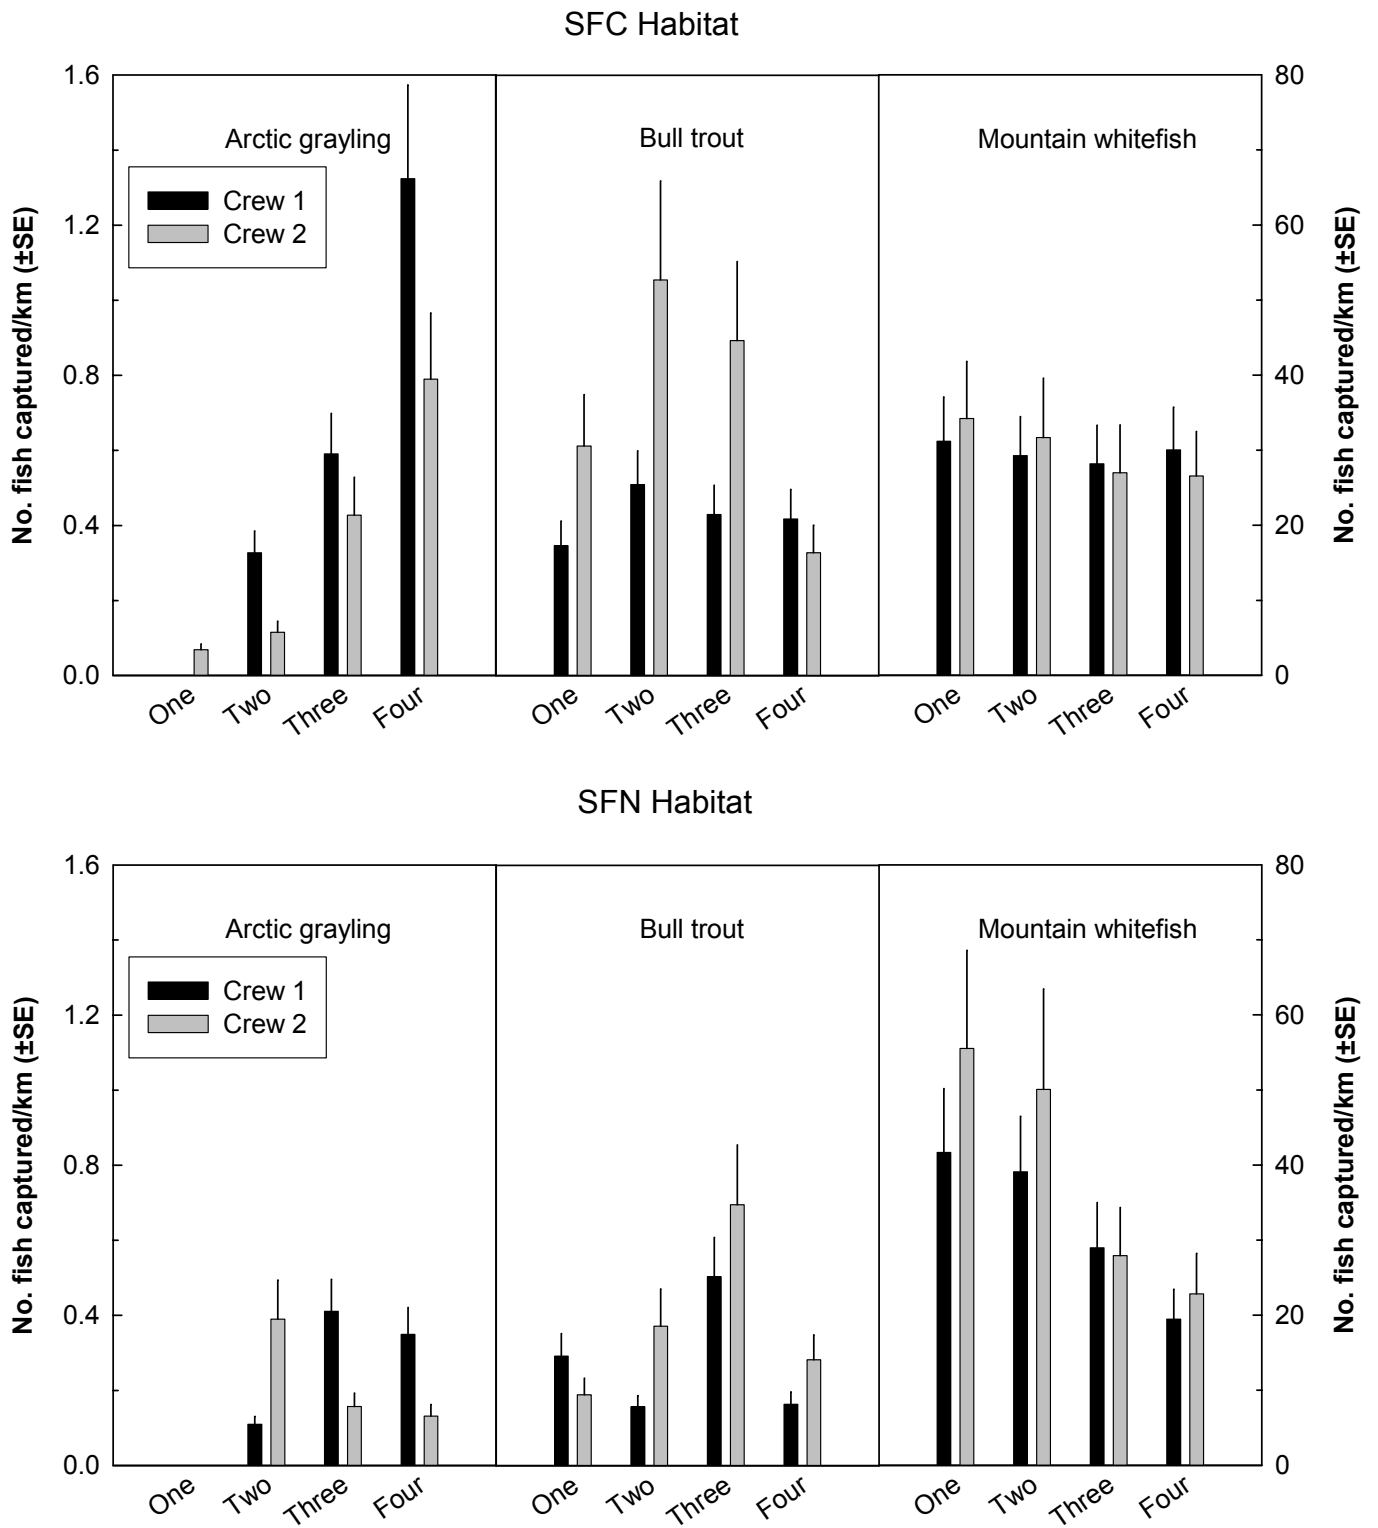 SFC Habitat
1.6
80
Arctic grayling
Bull trout
Mountain whitefish
Crew 1
Crew 2
1.2
60
No. fish captured/km (±SE)
No. fish captured/km (±SE)
0.8
40
0.4
20
0.0
0
One Two Three Four
One Two Three Four
One Two Three Four
SFN Habitat
1.6
80
Arctic grayling
Bull trout
Mountain whitefish
Crew 1
Crew 2
1.2
60
No. fish captured/km (±SE)
No. fish captured/km (±SE)
0.8
40
0.4
20
0.0
0
One Two Three Four
One Two Three Four
One Two Three Four